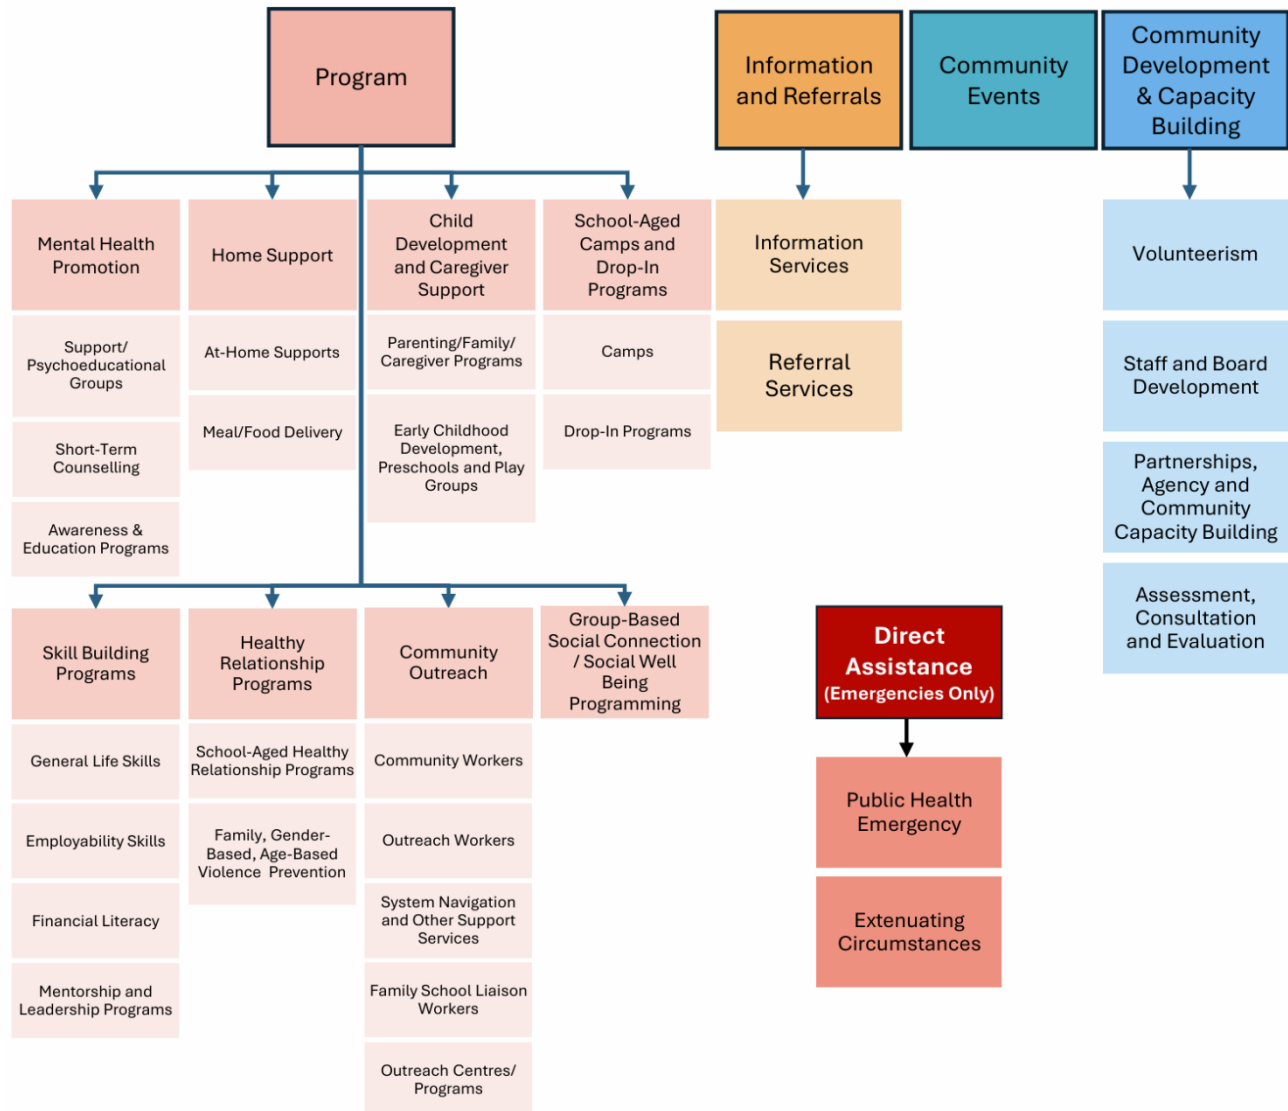 Program
Information
and Referrals
Community
Events
Community
Development
& Capacity
Building
Mental Health
Promotion
Support/
Psychoeducational
Groups
Short-Term
Counselling
Awareness &
Education Programs
Home Support
At-Home Supports
Meal/Food Delivery
Child
Development
and Caregiver
Support
Parenting/Family/
Caregiver Programs
Early Childhood
Development,
Preschools and Play
Groups
School-Aged
Camps and
Drop-In
Programs
Camps
Drop-In Programs
Information
Services
Referral
Services
Volunteerism
Staff and Board
Development
Partnerships,
Agency and
Community
Capacity Building
Assessment,
Consultation
and Evaluation
Skill Building
Programs
General Life Skills
Employability Skills
Financial Literacy
Mentorship and
Leadership Programs
Healthy
Relationship
Programs
School-Aged Healthy
Relationship Programs
Family, Gender-
Based, Age-Based
Violence Prevention
Community
Outreach
Community Workers
Outreach Workers
System Navigation
and Other Support
Services
Family School Liaison
Workers
Outreach Centres/
Programs
Group-Based
Social Connection
/ Social Well
Being
Programming
Direct
Assistance
(Emergencies Only)
Public Health
Emergency
Extenuating
Circumstances